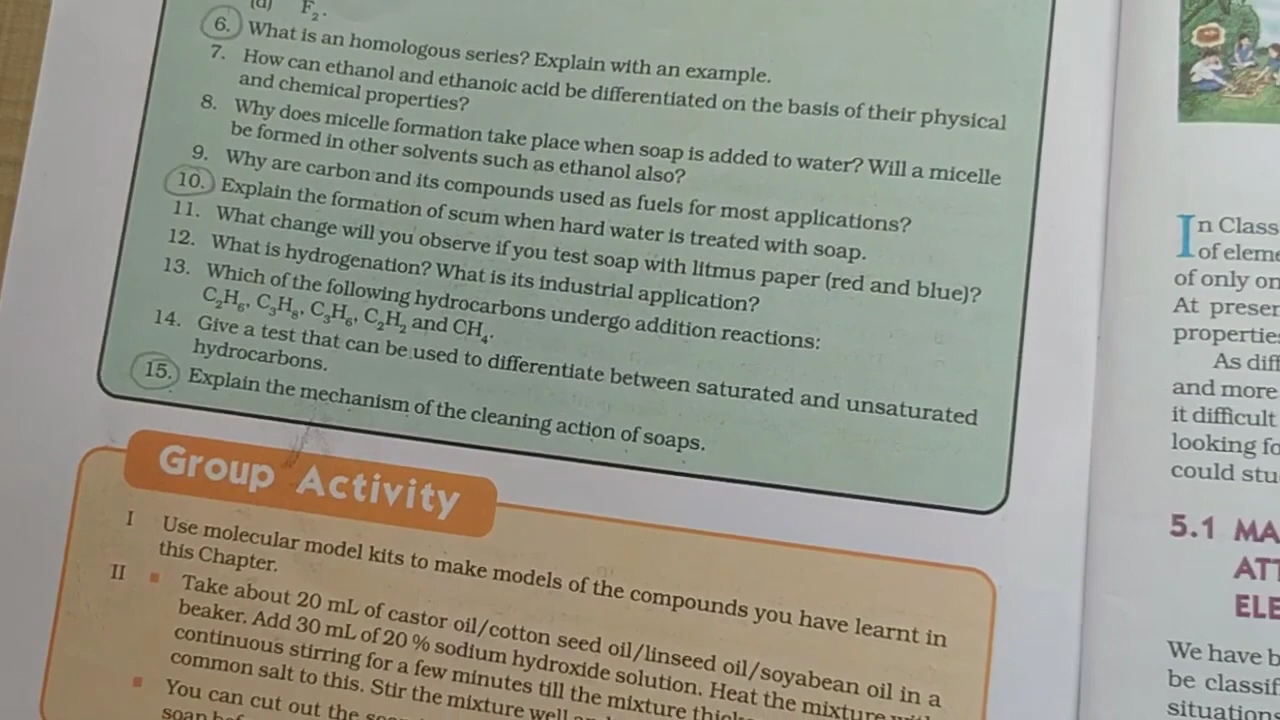 (d) F₂.
6. What is an homologous series? Explain with an example.
7. How can ethanol and ethanoic acid be differentiated on the basis of their physical
and chemical properties?
8. Why does micelle formation take place when soap is added to water? Will a micelle
be formed in other solvents such as ethanol also?
9. Why are carbon and its compounds used as fuels for most applications?
10. Explain the formation of scum when hard water is treated with soap.
11. What change will you observe if you test soap with litmus paper (red and blue)?
12. What is hydrogenation? What is its industrial application?
13. Which of the following hydrocarbons undergo addition reactions:
C₂H₆, C₃H₈, C₃H₆, C₂H₂ and CH₄.
14. Give a test that can be used to differentiate between saturated and unsaturated
hydrocarbons.
15. Explain the mechanism of the cleaning action of soaps.
Group Activity
I Use molecular model kits to make models of the compounds you have learnt in
this Chapter.
II ▪ Take about 20 mL of castor oil/cotton seed oil/linseed oil/soyabean oil in a
beaker. Add 30 mL of 20 % sodium hydroxide solution. Heat the mixture with
continuous stirring for a few minutes till the mixture
common salt to this. Stir the mixture well
▪ You can cut out the
In Class
of eleme
of only on
At presen
propertie
As diff
and more
it difficult
looking fo
could stu
5.1 MA
ATT
ELE
We have b
be classif
situation